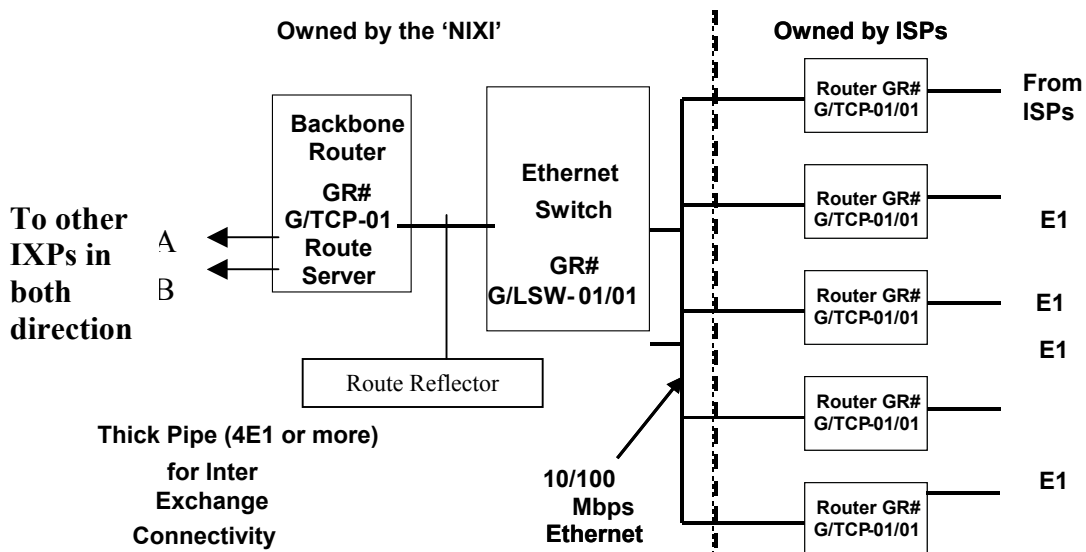 Owned by the 'NIXI'
Owned by ISPs
Backbone
Router
GR#
G/TCP-01
Route
Server
Ethernet
Switch
GR#
G/LSW- 01/01
Router GR#
G/TCP-01/01
From
ISPs
Router GR#
G/TCP-01/01
E1
Router GR#
G/TCP-01/01
E1
E1
Router GR#
G/TCP-01/01
Router GR#
G/TCP-01/01
E1
To other
IXPs in
both
direction
A
B
Route Reflector
Thick Pipe (4E1 or more)
for Inter
Exchange
Connectivity
10/100
Mbps
Ethernet